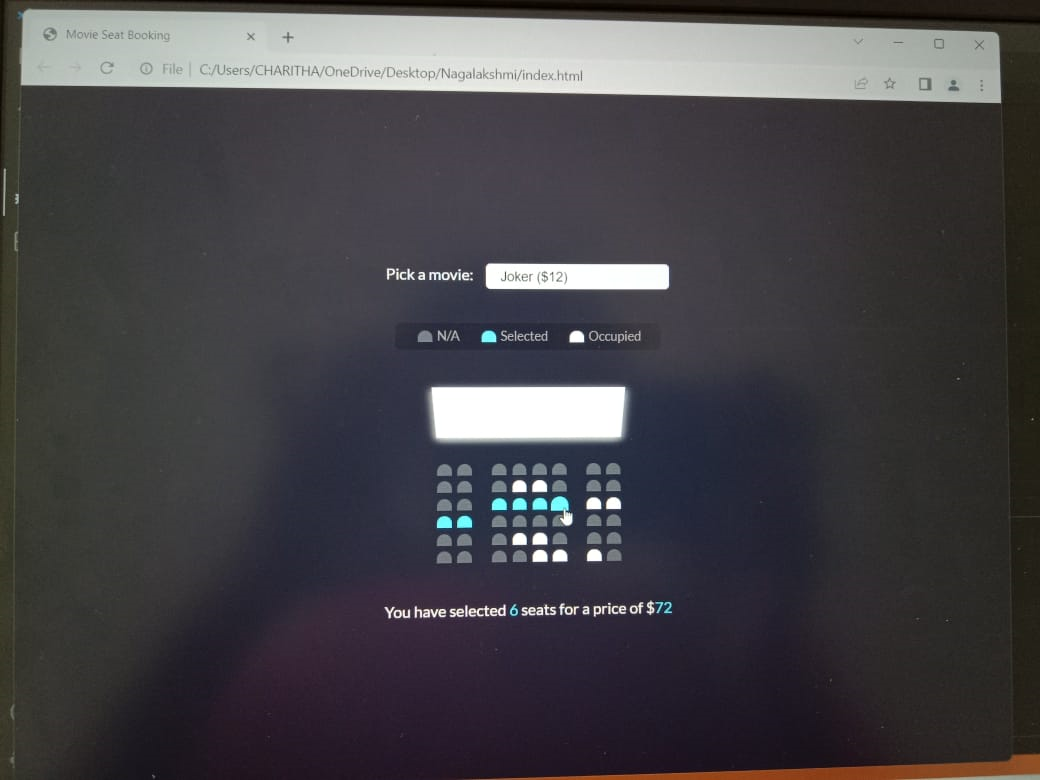 Movie Seat Booking
File C:/Users/CHARITHA/OneDrive/Desktop/Nagalakshmi/index.html
Pick a movie: Joker ($12)
N/A Selected Occupied
You have selected 6 seats for a price of $72